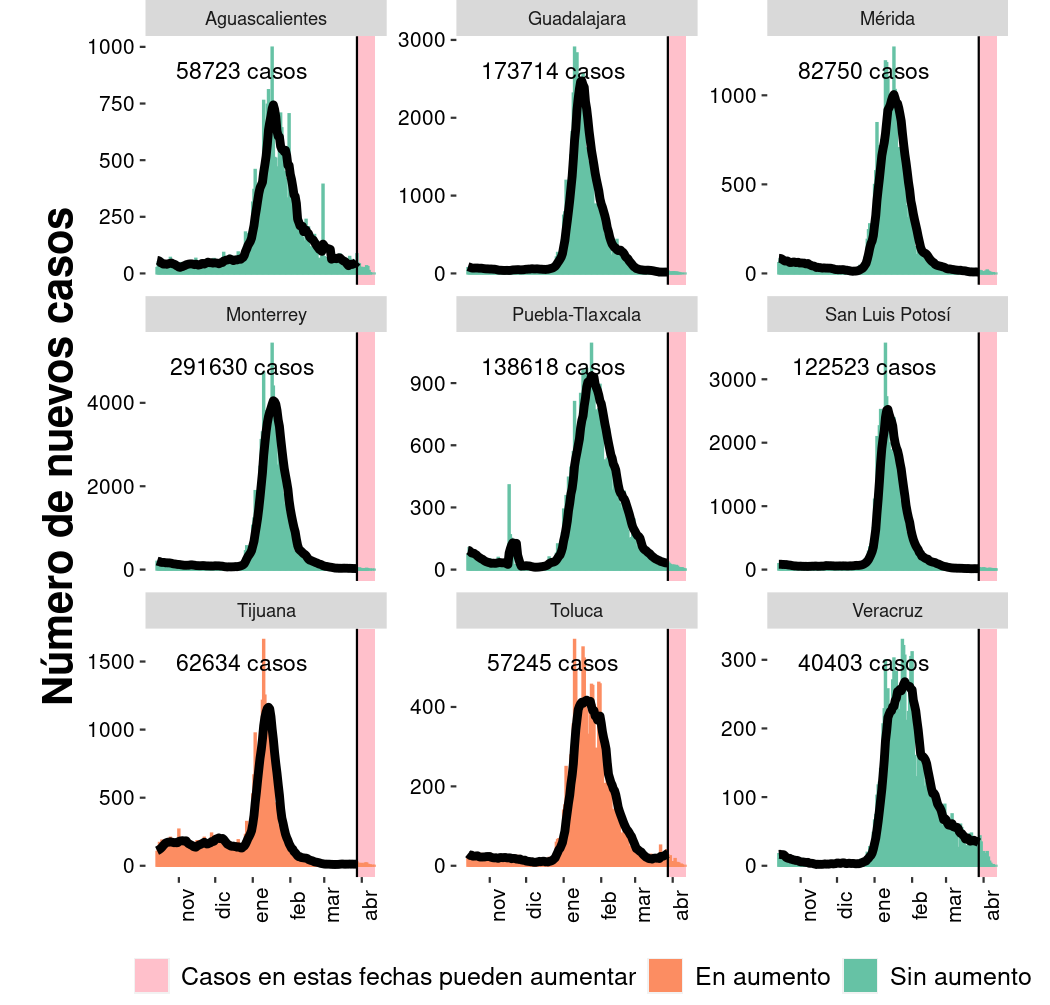 Número de nuevos casos
Aguascalientes Guadalajara Mérida
58723 casos 173714 casos 82750 casos
1000 750 500 250 0
3000 2000 1000 0
1000 500 0
Monterrey Puebla-Tlaxcala San Luis Potosí
291630 casos 138618 casos 122523 casos
4000 2000 0
900 600 300 0
3000 2000 1000 0
Tijuana Toluca Veracruz
62634 casos 57245 casos 40403 casos
1500 1000 500 0
400 200 0
300 200 100 0
nov dic ene feb mar abr nov dic ene feb mar abr nov dic ene feb mar abr
Casos en estas fechas pueden aumentar En aumento Sin aumento